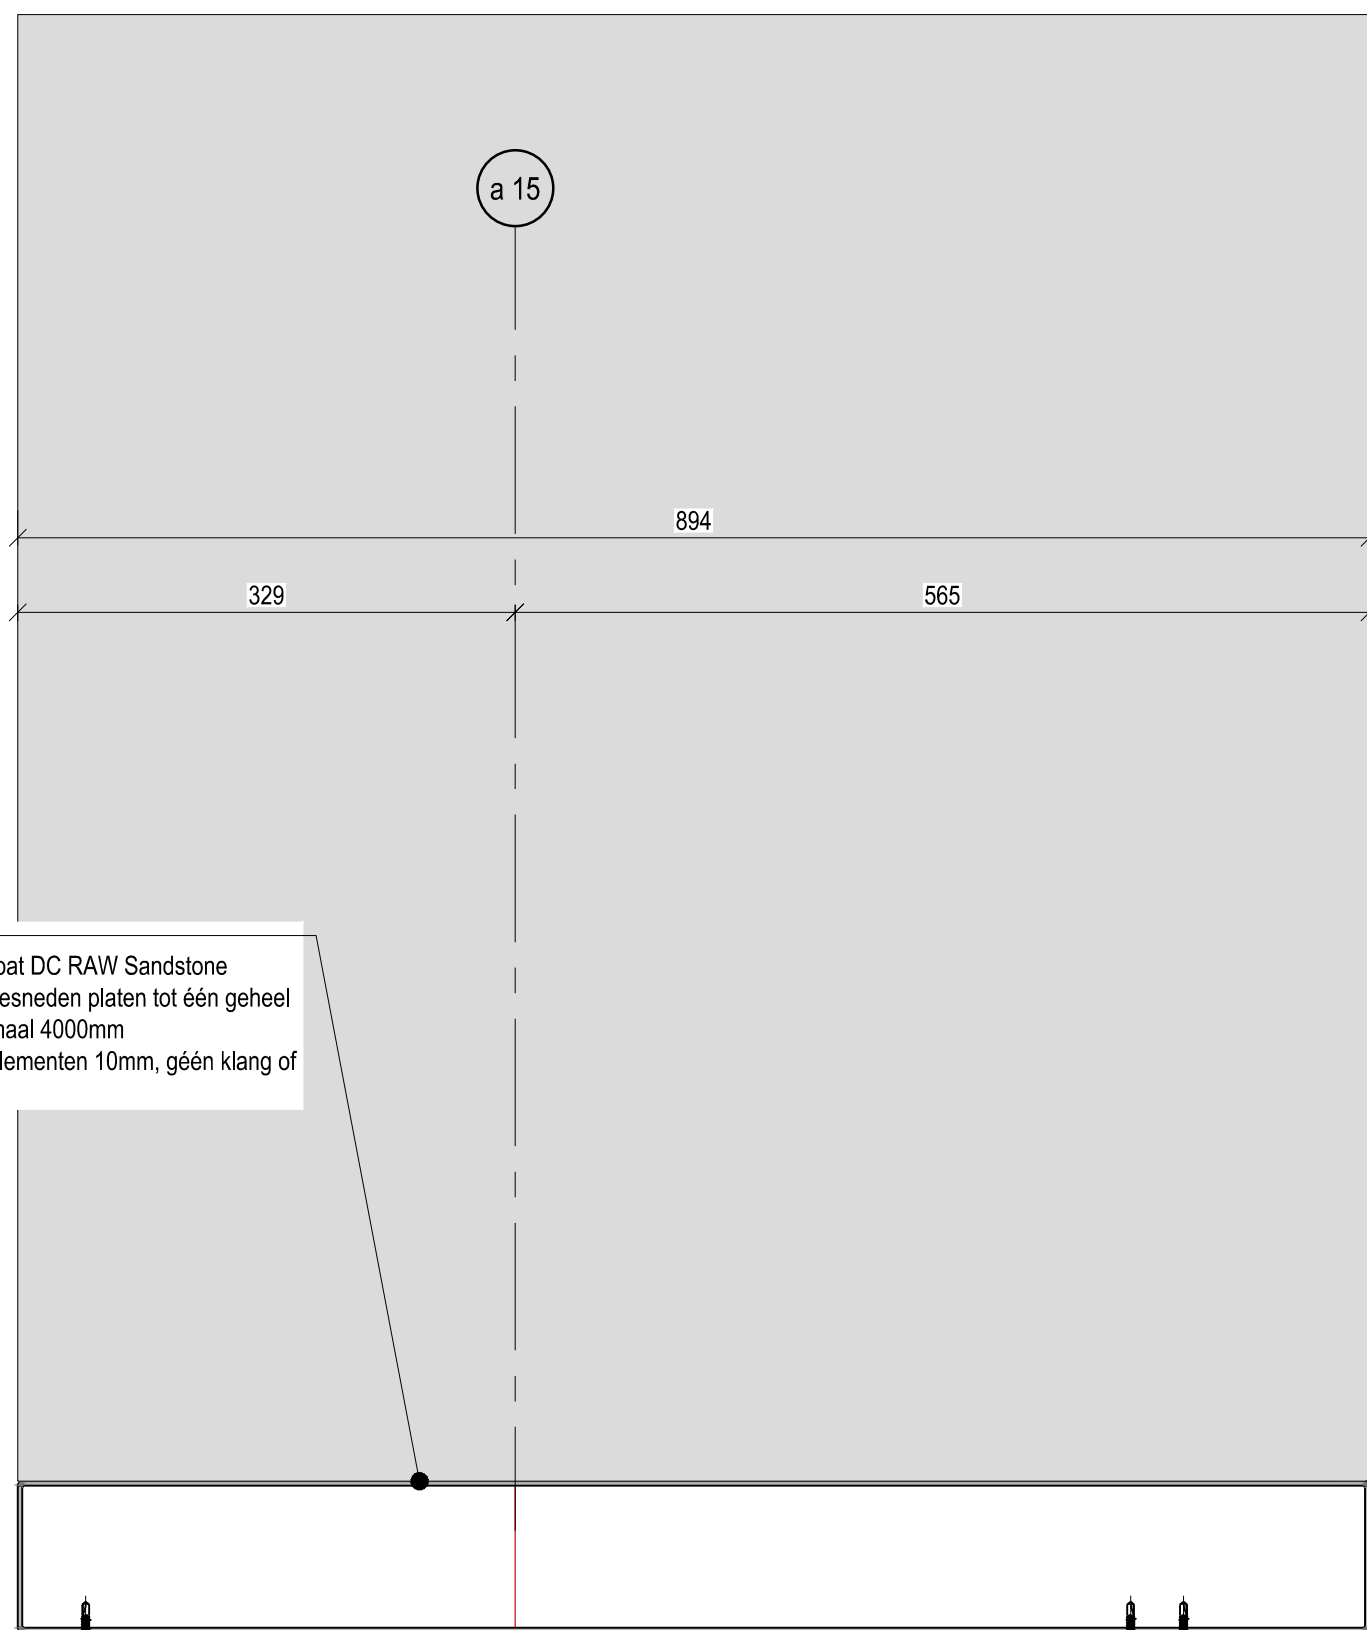 a 15
894
329
565
oat DC RAW Sandstone
esneden platen tot één geheel
naal 4000mm
lementen 10mm, géén klang of